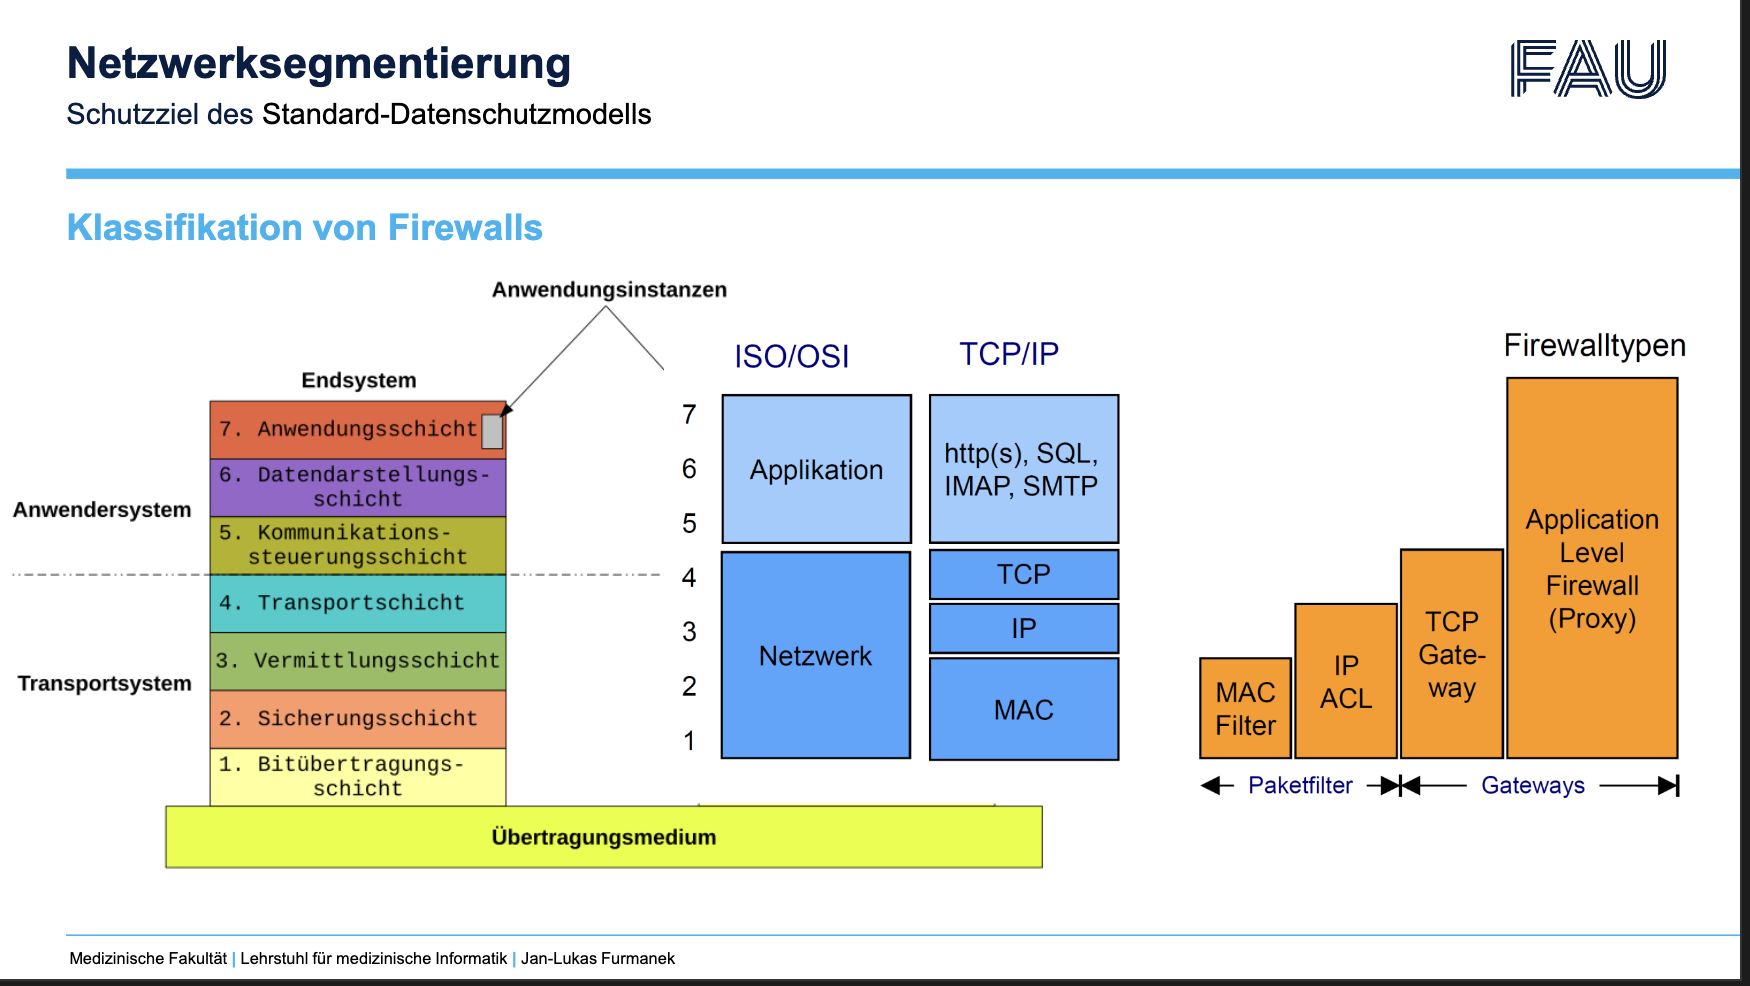 Netzwerksegmentierung
Schutzziel des Standard-Datenschutzmodells
FAU
Klassifikation von Firewalls
Anwendungsinstanzen
Endsystem
7. Anwendungsschicht
6. Datendarstellungs-
schicht
5. Kommunikations-
steuerungsschicht
4. Transportschicht
3. Vermittlungsschicht
2. Sicherungsschicht
1. Bitübertragungs-
schicht
Anwendersystem
Transportsystem
Übertragungsmedium
ISO/OSI
TCP/IP
7
6
5
4
3
2
1
Applikation
Netzwerk
http(s), SQL,
IMAP, SMTP
TCP
IP
MAC
Firewalltypen
MAC
Filter
IP
ACL
TCP
Gate-
way
Application
Level
Firewall
(Proxy)
Paketfilter
Gateways
Medizinische Fakultät | Lehrstuhl für medizinische Informatik | Jan-Lukas Furmanek